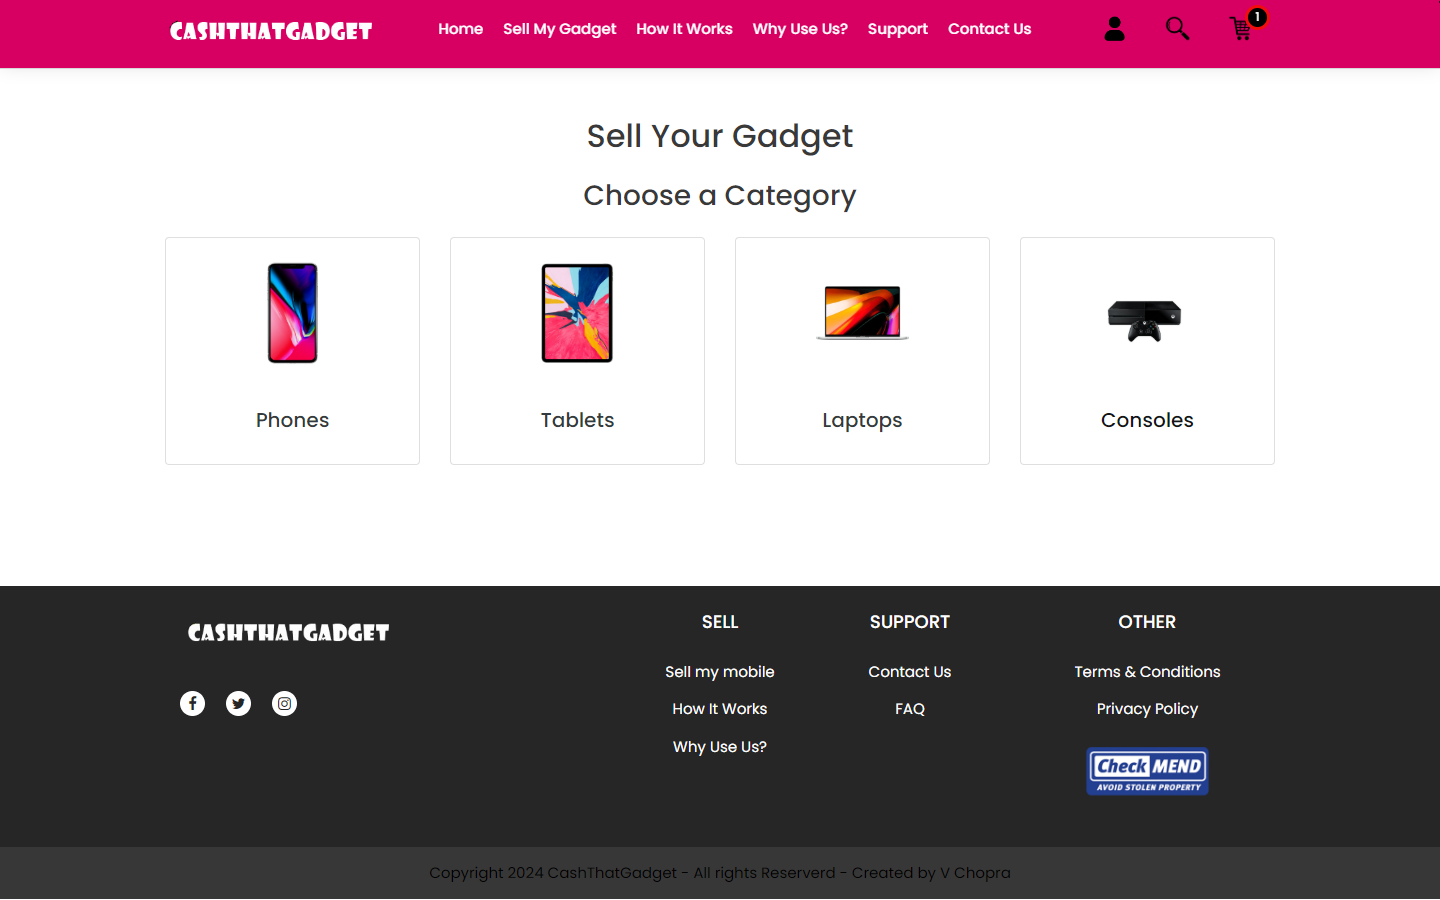 CASHTHATGADGET Home Sell My Gadget How It Works Why Use Us? Support Contact Us 1
Sell Your Gadget
Choose a Category
Phones Tablets Laptops Consoles
CASHTHATGADGET
SELL SUPPORT OTHER
Sell my mobile Contact Us Terms & Conditions
How It Works FAQ Privacy Policy
Why Use Us?
Check MEND
AVOID STOLEN PROPERTY
Copyright 2024 CashThatGadget - All rights Reserverd - Created by V Chopra